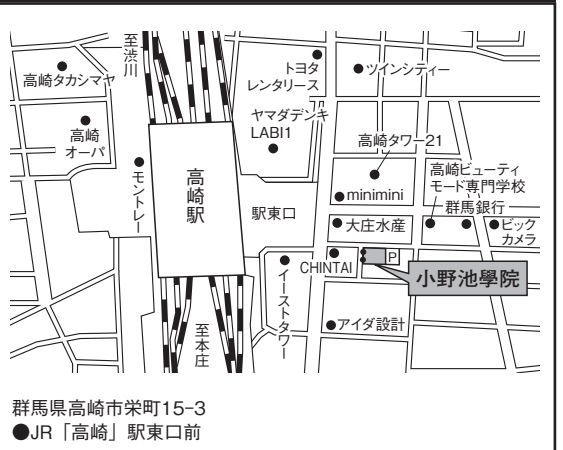 至渋川
高崎タカシマヤ
高崎
オーパ
モントレー
高崎駅
至本庄
トヨタ
レンタリース
ヤマダデンキ
LABI1
駅東口
イーストタワー
ツインシティー
高崎タワー21
minimini
大庄水産
CHINTAI
P
高崎ビューティ
モード専門学校
群馬銀行
ビック
カメラ
小野池學院
アイダ設計
群馬県高崎市栄町15-3
●JR「高崎」駅東口前